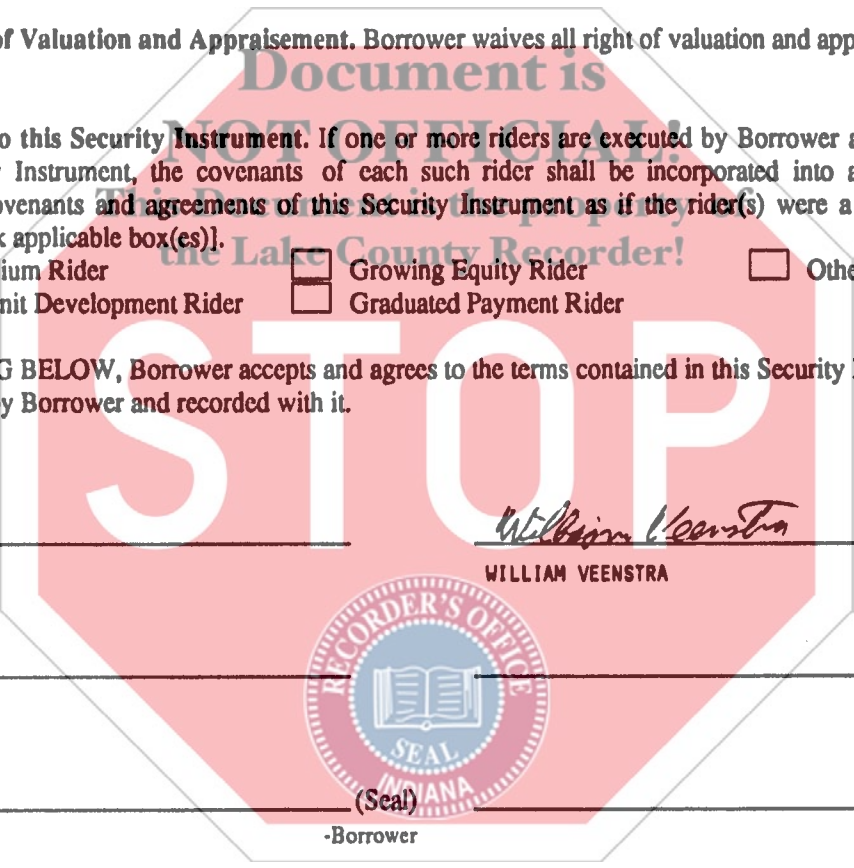 of Valuation and Appraisement. Borrower waives all right of valuation and app
Document is
NOT OFFICIAL!
o this Security Instrument. If one or more riders are executed by Borrower a
Instrument, the covenants of each such rider shall be incorporated into a
ovenants and agreements of this Security Instrument as if the rider(s) were a
This Document is the property of
k applicable box(es)].
the Lake County Recorder!
ium Rider Growing Equity Rider Othe
nit Development Rider Graduated Payment Rider
STOP
G BELOW, Borrower accepts and agrees to the terms contained in this Security
y Borrower and recorded with it.
William Veenstra
WILLIAM VEENSTRA
RECORDER'S OFFICE
SEAL
INDIANA
(Seal)
-Borrower